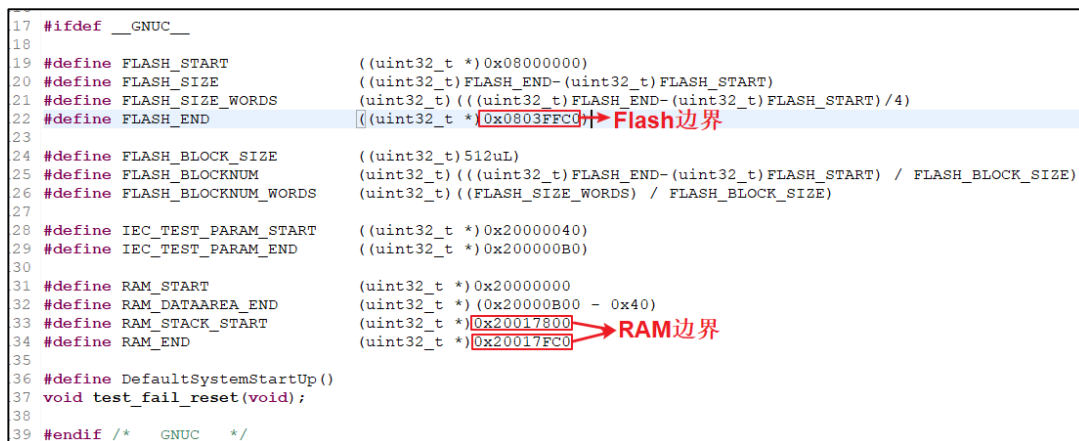 17 #ifdef __GNUC__
18
19 #define FLASH_START ((uint32_t *)0x08000000)
20 #define FLASH_SIZE ((uint32_t)FLASH_END-(uint32_t)FLASH_START)
21 #define FLASH_SIZE_WORDS (uint32_t)(((uint32_t)FLASH_END-(uint32_t)FLASH_START)/4)
22 #define FLASH_END ((uint32_t *)0x0803FFC0) Flash边界
23
24 #define FLASH_BLOCK_SIZE ((uint32_t)512uL)
25 #define FLASH_BLOCKNUM (uint32_t)(((uint32_t)FLASH_END-(uint32_t)FLASH_START) / FLASH_BLOCK_SIZE)
26 #define FLASH_BLOCKNUM_WORDS (uint32_t)((FLASH_SIZE_WORDS) / FLASH_BLOCK_SIZE)
27
28 #define IEC_TEST_PARAM_START ((uint32_t *)0x20000040)
29 #define IEC_TEST_PARAM_END ((uint32_t *)0x200000B0)
30
31 #define RAM_START (uint32_t *)0x20000000
32 #define RAM_DATAAREA_END (uint32_t *)(0x20000B00 - 0x40)
33 #define RAM_STACK_START (uint32_t *)0x20017800
RAM边界
34 #define RAM_END (uint32_t *)0x20017FC0
35
36 #define DefaultSystemStartUp()
37 void test_fail_reset(void);
38
39 #endif /* GNUC */